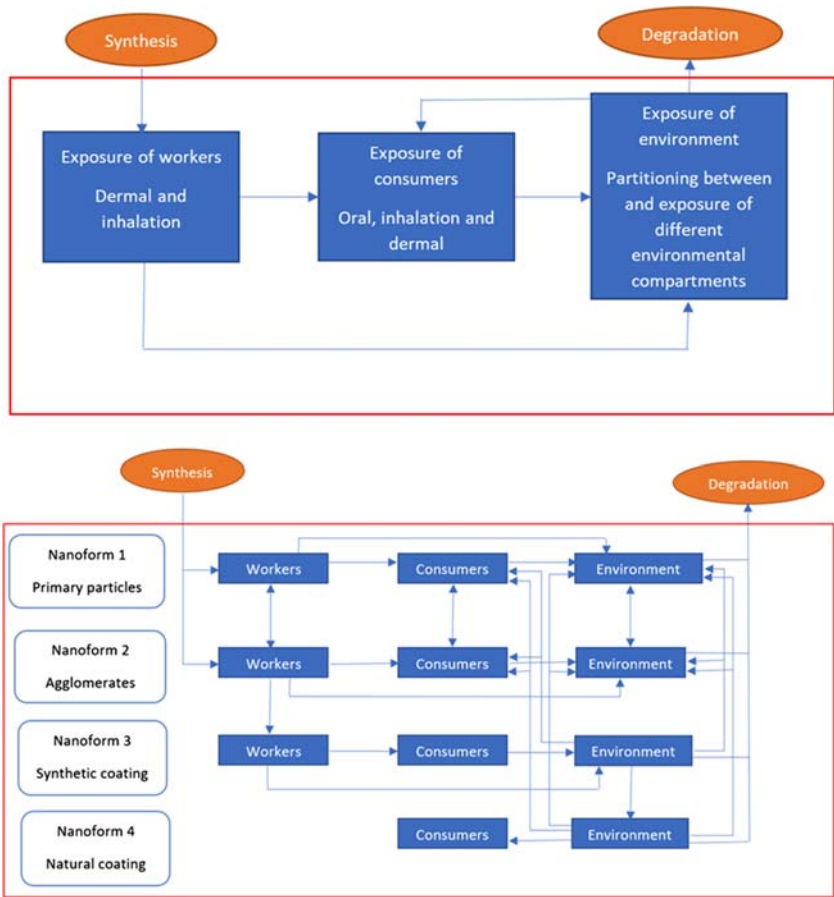 Synthesis
Degradation
Exposure of workers
Dermal and
inhalation
Exposure of
consumers
Oral, inhalation and
dermal
Exposure of
environment
Partitioning between
and exposure of
different
environmental
compartments
Synthesis
Degradation
Nanoform 1
Primary particles
Workers
Consumers
Environment
Nanoform 2
Agglomerates
Workers
Consumers
Environment
Nanoform 3
Synthetic coating
Workers
Consumers
Environment
Nanoform 4
Natural coating
Consumers
Environment